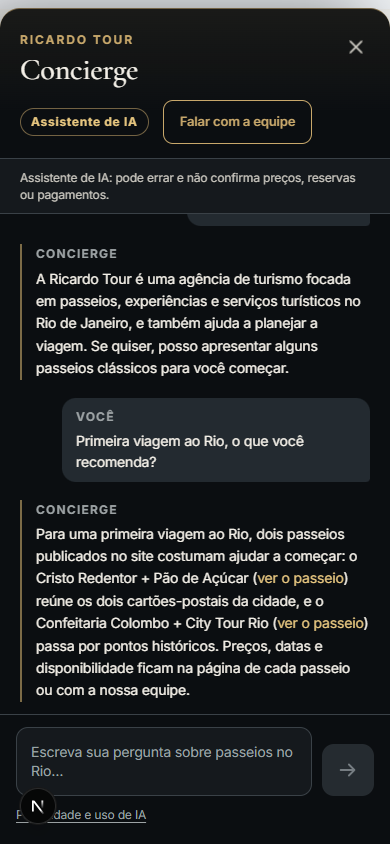 RICARDO TOUR
Concierge
Assistente de IA
Falar com a equipe
Assistente de IA: pode errar e não confirma preços, reservas
ou pagamentos.
CONCIERGE
A Ricardo Tour é uma agência de turismo focada
em passeios, experiências e serviços turísticos no
Rio de Janeiro, e também ajuda a planejar a
viagem. Se quiser, posso apresentar alguns
passeios clássicos para você começar.
VOCÊ
Primeira viagem ao Rio, o que você
recomenda?
CONCIERGE
Para uma primeira viagem ao Rio, dois passeios
publicados no site costumam ajudar a começar: o
Cristo Redentor + Pão de Açúcar (ver o passeio)
reúne os dois cartões-postais da cidade, e o
Confeitaria Colombo + City Tour Rio (ver o passeio)
passa por pontos históricos. Preços, datas e
disponibilidade ficam na página de cada passeio
ou com a nossa equipe.
Escreva sua pergunta sobre passeios no
Rio...
N
dade e uso de IA